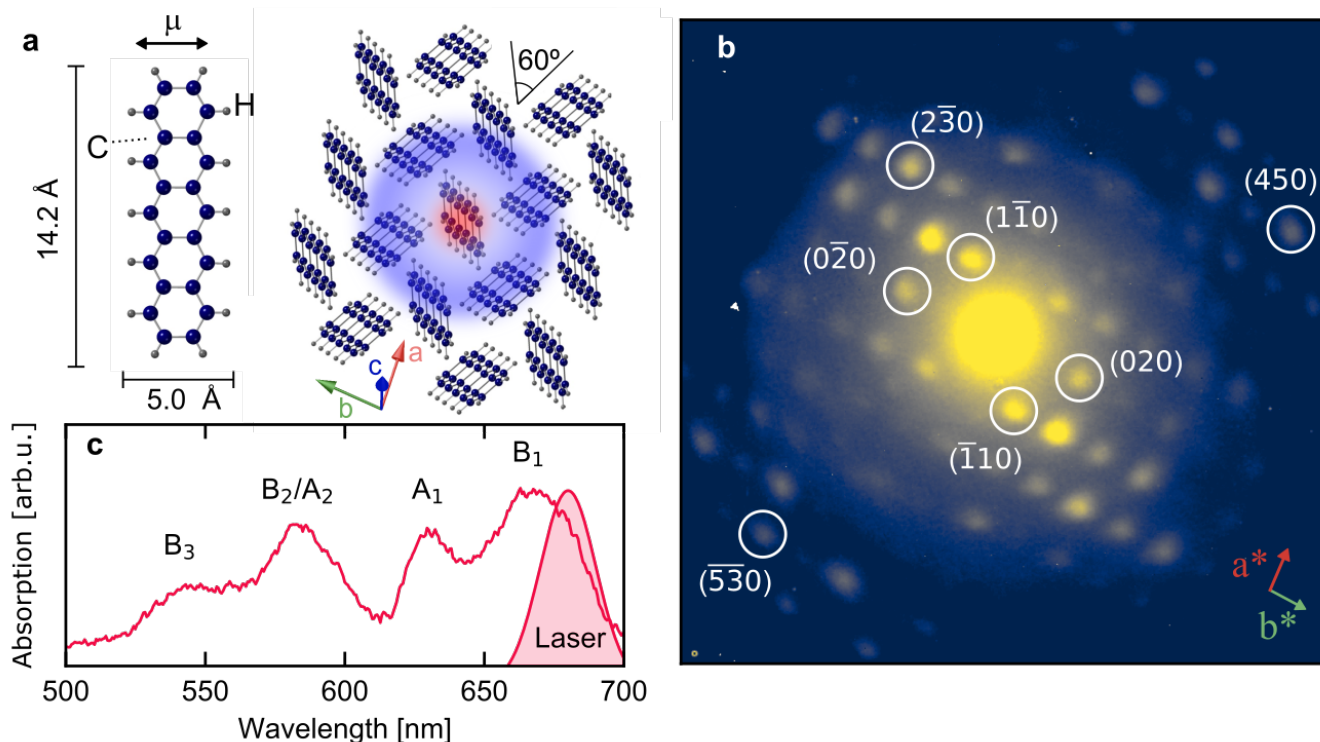 a
μ
14.2 Å
C
H
5.0 Å
60º
a
b
c
b
(23̅0)
(11̅0)
(02̅0)
(450)
(020)
(1̅10)
(5̅3̅0)
a*
b*
c
Absorption [arb.u.]
B₃
B₂/A₂
A₁
B₁
Laser
500 550 600 650 700
Wavelength [nm]